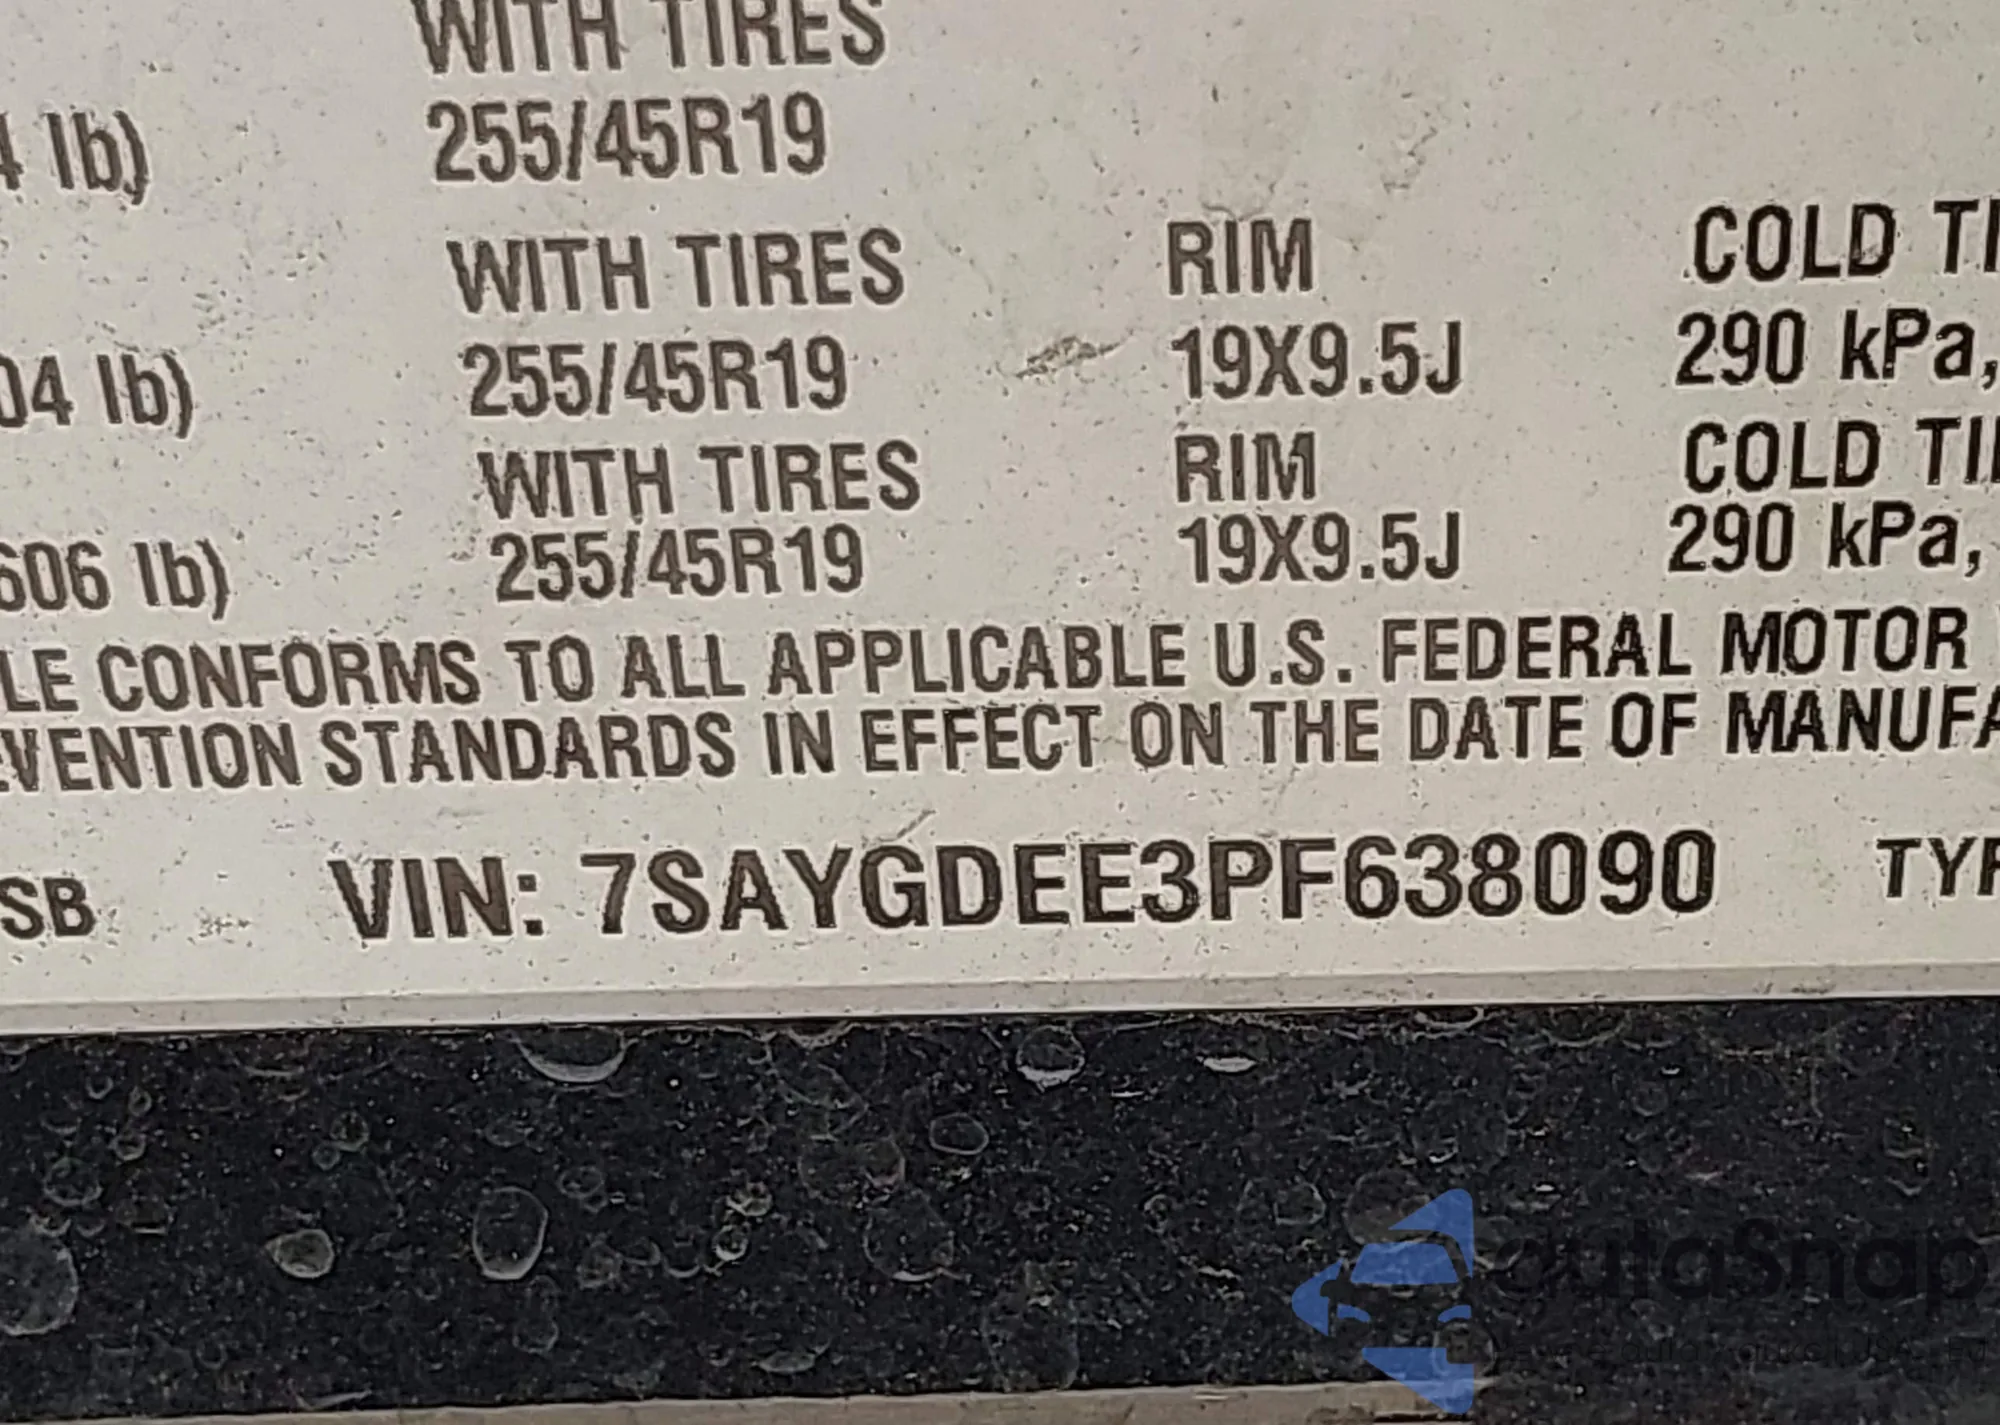 WITH TIRES
4 lb) 255/45R19
WITH TIRES RIM COLD TI
04 lb) 255/45R19 19X9.5J 290 kPa,
WITH TIRES RIM COLD TI
606 lb) 255/45R19 19X9.5J 290 kPa,
LE CONFORMS TO ALL APPLICABLE U.S. FEDERAL MOTOR
VENTION STANDARDS IN EFFECT ON THE DATE OF MANUFA
SB VIN: 7SAYGDEE3PF638090 TYP
autoSnap